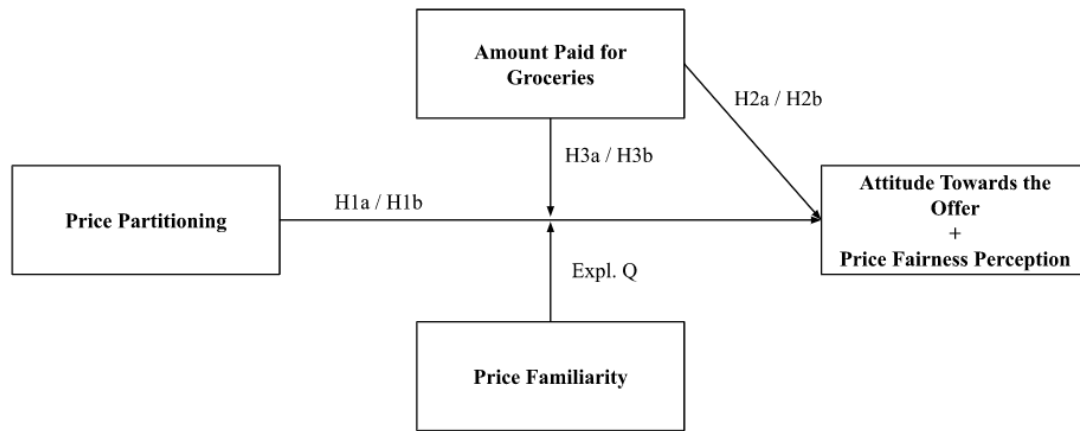 Amount Paid for
Groceries
H2a / H2b
H3a / H3b
Price Partitioning
H1a / H1b
Attitude Towards the
Offer
+
Price Fairness Perception
Expl. Q
Price Familiarity